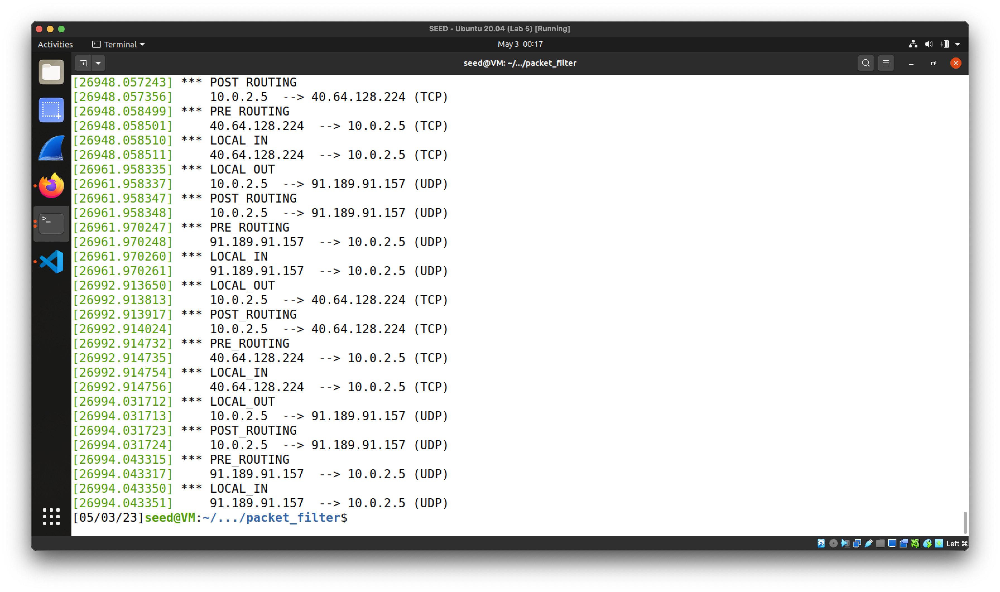 SEED - Ubuntu 20.04 (Lab 5) [Running]
Activities Terminal May 3 00:17
seed@VM: ~/.../packet_filter
[26948.057243] *** POST_ROUTING
[26948.057356]     10.0.2.5  --> 40.64.128.224 (TCP)
[26948.058499] *** PRE_ROUTING
[26948.058501]     40.64.128.224  --> 10.0.2.5 (TCP)
[26948.058510] *** LOCAL_IN
[26948.058511]     40.64.128.224  --> 10.0.2.5 (TCP)
[26961.958335] *** LOCAL_OUT
[26961.958337]     10.0.2.5  --> 91.189.91.157 (UDP)
[26961.958347] *** POST_ROUTING
[26961.958348]     10.0.2.5  --> 91.189.91.157 (UDP)
[26961.970247] *** PRE_ROUTING
[26961.970248]     91.189.91.157  --> 10.0.2.5 (UDP)
[26961.970260] *** LOCAL_IN
[26961.970261]     91.189.91.157  --> 10.0.2.5 (UDP)
[26992.913650] *** LOCAL_OUT
[26992.913813]     10.0.2.5  --> 40.64.128.224 (TCP)
[26992.913917] *** POST_ROUTING
[26992.914024]     10.0.2.5  --> 40.64.128.224 (TCP)
[26992.914732] *** PRE_ROUTING
[26992.914735]     40.64.128.224  --> 10.0.2.5 (TCP)
[26992.914754] *** LOCAL_IN
[26992.914756]     40.64.128.224  --> 10.0.2.5 (TCP)
[26994.031712] *** LOCAL_OUT
[26994.031713]     10.0.2.5  --> 91.189.91.157 (UDP)
[26994.031723] *** POST_ROUTING
[26994.031724]     10.0.2.5  --> 91.189.91.157 (UDP)
[26994.043315] *** PRE_ROUTING
[26994.043317]     91.189.91.157  --> 10.0.2.5 (UDP)
[26994.043350] *** LOCAL_IN
[26994.043351]     91.189.91.157  --> 10.0.2.5 (UDP)
[05/03/23]seed@VM:~/.../packet_filter$
Left ⌘